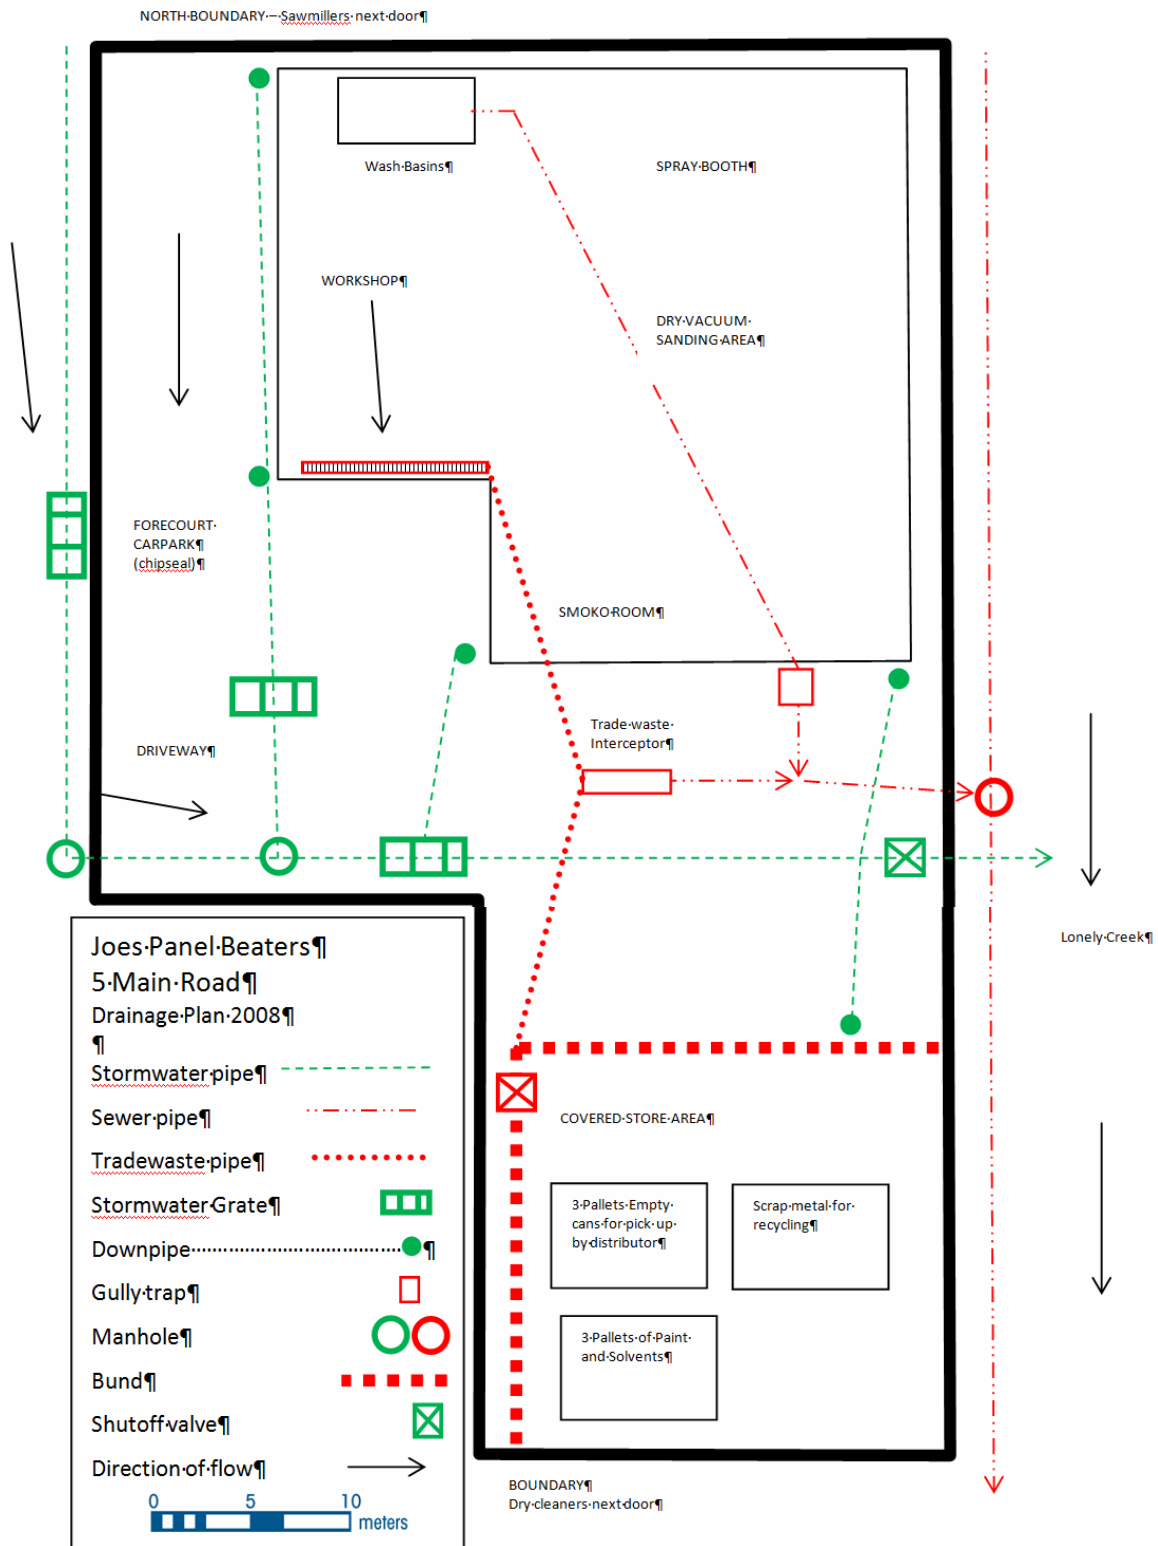 NORTH·BOUNDARY·–·Sawmillers·next·door¶
Wash·Basins¶
SPRAY·BOOTH¶
WORKSHOP¶
DRY·VACUUM·
SANDING·AREA¶
FORECOURT·
CARPARK¶
(chipseal)¶
SMOKO·ROOM¶
Trade·waste·
Interceptor¶
DRIVEWAY¶
Lonely·Creek¶
Joes·Panel·Beaters¶
5·Main·Road¶
Drainage·Plan·2008¶
¶
Stormwater·pipe¶
Sewer·pipe¶
Tradewaste·pipe¶
Stormwater·Grate¶
Downpipe·······································¶
Gully·trap¶
Manhole¶
Bund¶
Shutoff·valve¶
Direction·of·flow¶
0 5 10
meters
COVERED·STORE·AREA¶
3·Pallets·Empty·
cans·for·pick·up·
by·distributor¶
Scrap·metal·for·
recycling¶
3·Pallets·of·Paint·
and·Solvents¶
BOUNDARY¶
Dry·cleaners·next·door¶